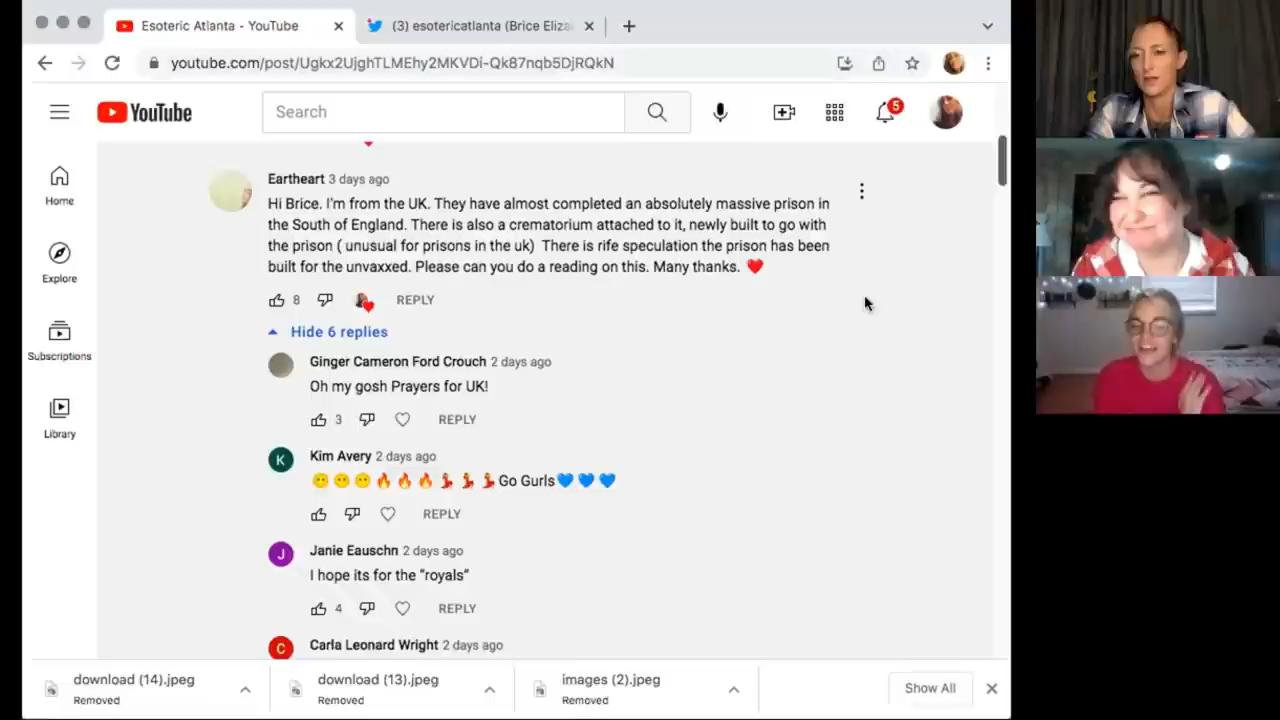 Esoteric Atlanta - YouTube
(3) esotericatlanta (Brice Eliza
youtube.com/post/Ugkx2UjghTLMEhy2MKVDi-Qk87nqb5DjRQkN
YouTube
Search
5
Home
Explore
Subscriptions
Library
Eartheart 3 days ago
Hi Brice. I'm from the UK. They have almost completed an absolutely massive prison in
the South of England. There is also a crematorium attached to it, newly built to go with
the prison ( unusual for prisons in the uk) There is rife speculation the prison has been
built for the unvaxxed. Please can you do a reading on this. Many thanks. ❤️
8 REPLY
Hide 6 replies
Ginger Cameron Ford Crouch 2 days ago
Oh my gosh Prayers for UK!
3 REPLY
K
Kim Avery 2 days ago
😶😶😶🔥🔥🔥💃💃💃Go Gurls💙💙💙
REPLY
J
Janie Eauschn 2 days ago
I hope its for the "royals"
4 REPLY
C
Carla Leonard Wright 2 days ago
download (14).jpeg
Removed
download (13).jpeg
Removed
images (2).jpeg
Removed
Show All